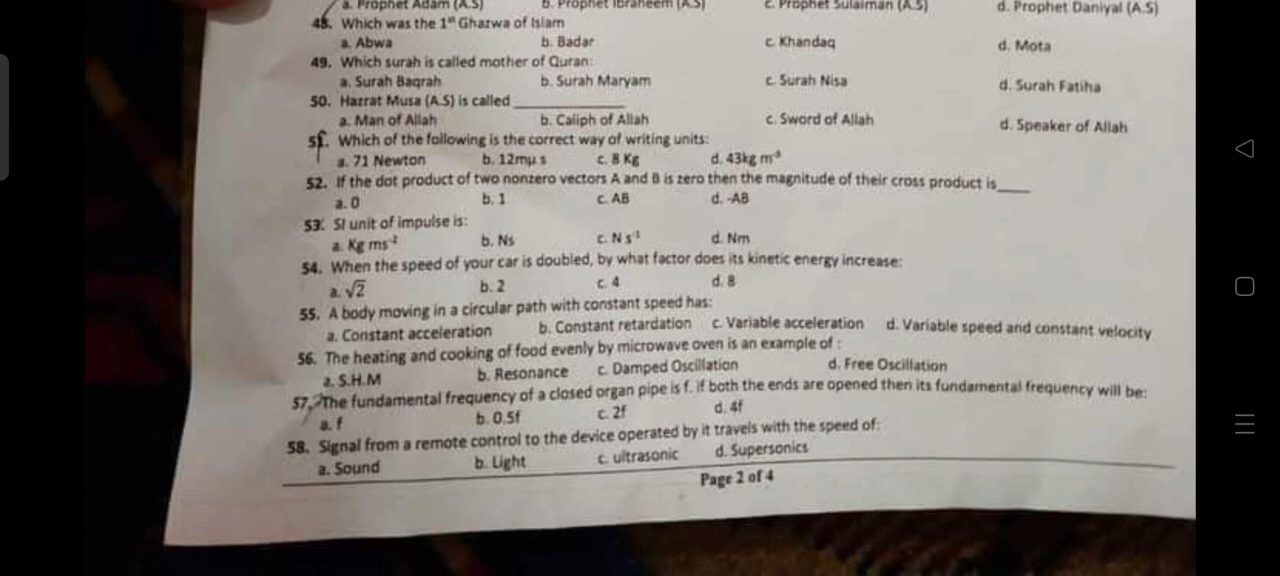 a. Prophet Adam (A.S) b. Prophet Ibraheem (A.S) c. Prophet Sulaiman (A.S) d. Prophet Daniyal (A.S)
48. Which was the 1st Ghazwa of Islam
a. Abwa b. Badar c. Khandaq d. Mota
49. Which surah is called mother of Quran:
a. Surah Baqrah b. Surah Maryam c. Surah Nisa d. Surah Fatiha
50. Hazrat Musa (A.S) is called ____________
a. Man of Allah b. Caliph of Allah c. Sword of Allah d. Speaker of Allah
51. Which of the following is the correct way of writing units:
a. 71 Newton b. 12mμ s c. 8 Kg d. 43kg m⁻³
52. If the dot product of two nonzero vectors A and B is zero then the magnitude of their cross product is____
a. 0 b. 1 c. AB d. -AB
53. SI unit of impulse is:
a. Kg ms⁻² b. Ns c. N s⁻¹ d. Nm
54. When the speed of your car is doubled, by what factor does its kinetic energy increase:
a. √2 b. 2 c. 4 d. 8
55. A body moving in a circular path with constant speed has:
a. Constant acceleration b. Constant retardation c. Variable acceleration d. Variable speed and constant velocity
56. The heating and cooking of food evenly by microwave oven is an example of :
a. S.H.M b. Resonance c. Damped Oscillation d. Free Oscillation
57. The fundamental frequency of a closed organ pipe is f. if both the ends are opened then its fundamental frequency will be:
a. f b. 0.5f c. 2f d. 4f
58. Signal from a remote control to the device operated by it travels with the speed of:
a. Sound b. Light c. ultrasonic d. Supersonics
Page 2 of 4